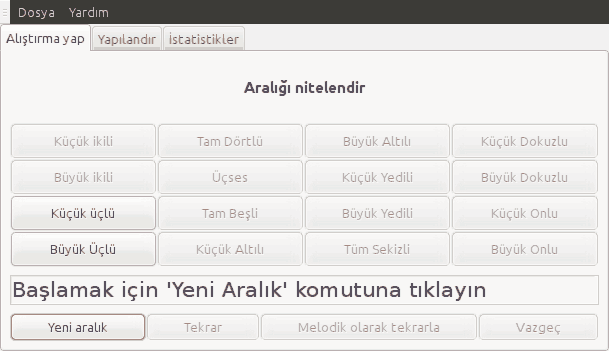 Dosya Yardım
Alıştırma yap Yapılandır İstatistikler
Aralığı nitelendir
Küçük ikili Tam Dörtlü Büyük Altılı Küçük Dokuzlu
Büyük ikili Üçses Küçük Yedili Büyük Dokuzlu
Küçük üçlü Tam Beşli Büyük Yedili Küçük Onlu
Büyük Üçlü Küçük Altılı Tüm Sekizli Büyük Onlu
Başlamak için 'Yeni Aralık' komutuna tıklayın
Yeni aralık Tekrar Melodik olarak tekrarla Vazgeç